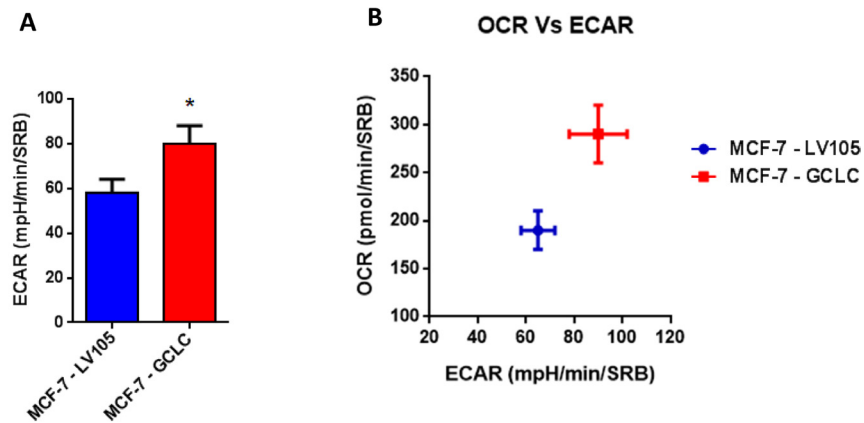 A
ECAR (mpH/min/SRB)
100
80
60
40
20
0
*
MCF-7 - LV105
MCF-7 - GCLC
B
OCR Vs ECAR
OCR (pmol/min/SRB)
350
300
250
200
150
100
20 40 60 80 100 120
ECAR (mpH/min/SRB)
MCF-7 - LV105
MCF-7 - GCLC